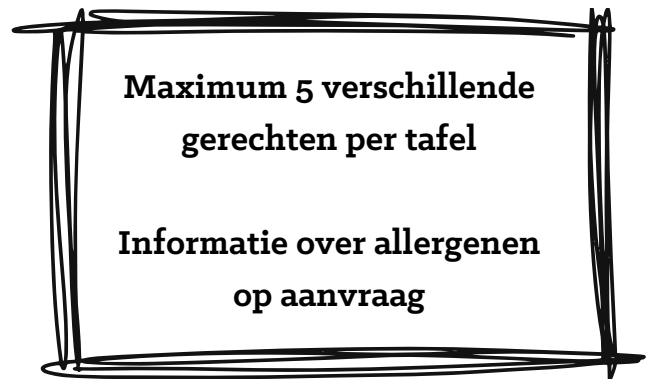 Maximum 5 verschillende
gerechten per tafel
Informatie over allergenen
op aanvraag